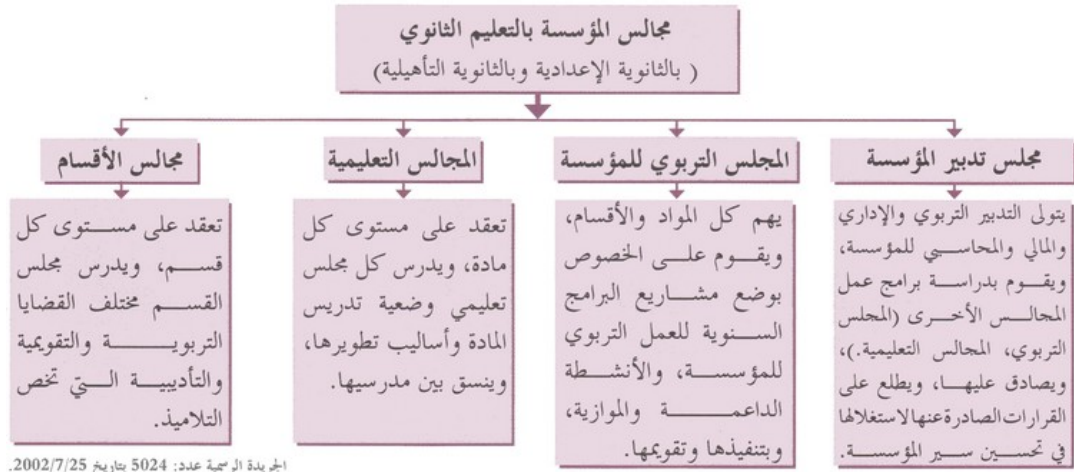 مجالس المؤسسة بالتعليم الثانوي
( بالثانوية الإعدادية وبالثانوية التأهيلية)
مجلس تدبير المؤسسة
يتولى التدبير التربوي والإداري
والمالي والمحاسبي للمؤسسة،
ويقوم بدراسة برامج عمل
المجالس الأخرى (المجلس
التربوي، المجالس التعليمية.)،
ويصادق عليها، ويطلع على
القرارات الصادرة عنها لاستغلالها
في تحسين سير المؤسسة.
المجلس التربوي للمؤسسة
يهم كل المواد والأقسام،
ويقوم على الخصوص
بوضع مشاريع البرامج
السنوية للعمل التربوي
للمؤسسة، والأنشطة
الداعمة والموازية،
وبتنفيذها وتقويمها.
المجالس التعليمية
تعقد على مستوى كل
مادة، ويدرس كل مجلس
تعليمي وضعية تدريس
المادة وأساليب تطويرها،
وينسق بين مدرسيها.
مجالس الأقسام
تعقد على مستوى كل
قسم، ويدرس مجلس
القسم مختلف القضايا
التربوية والتقويمية
والتأديبية التي تخص
التلاميذ.
الجريدة الرسمية عدد: 5024 بتاريخ 2002/7/25.